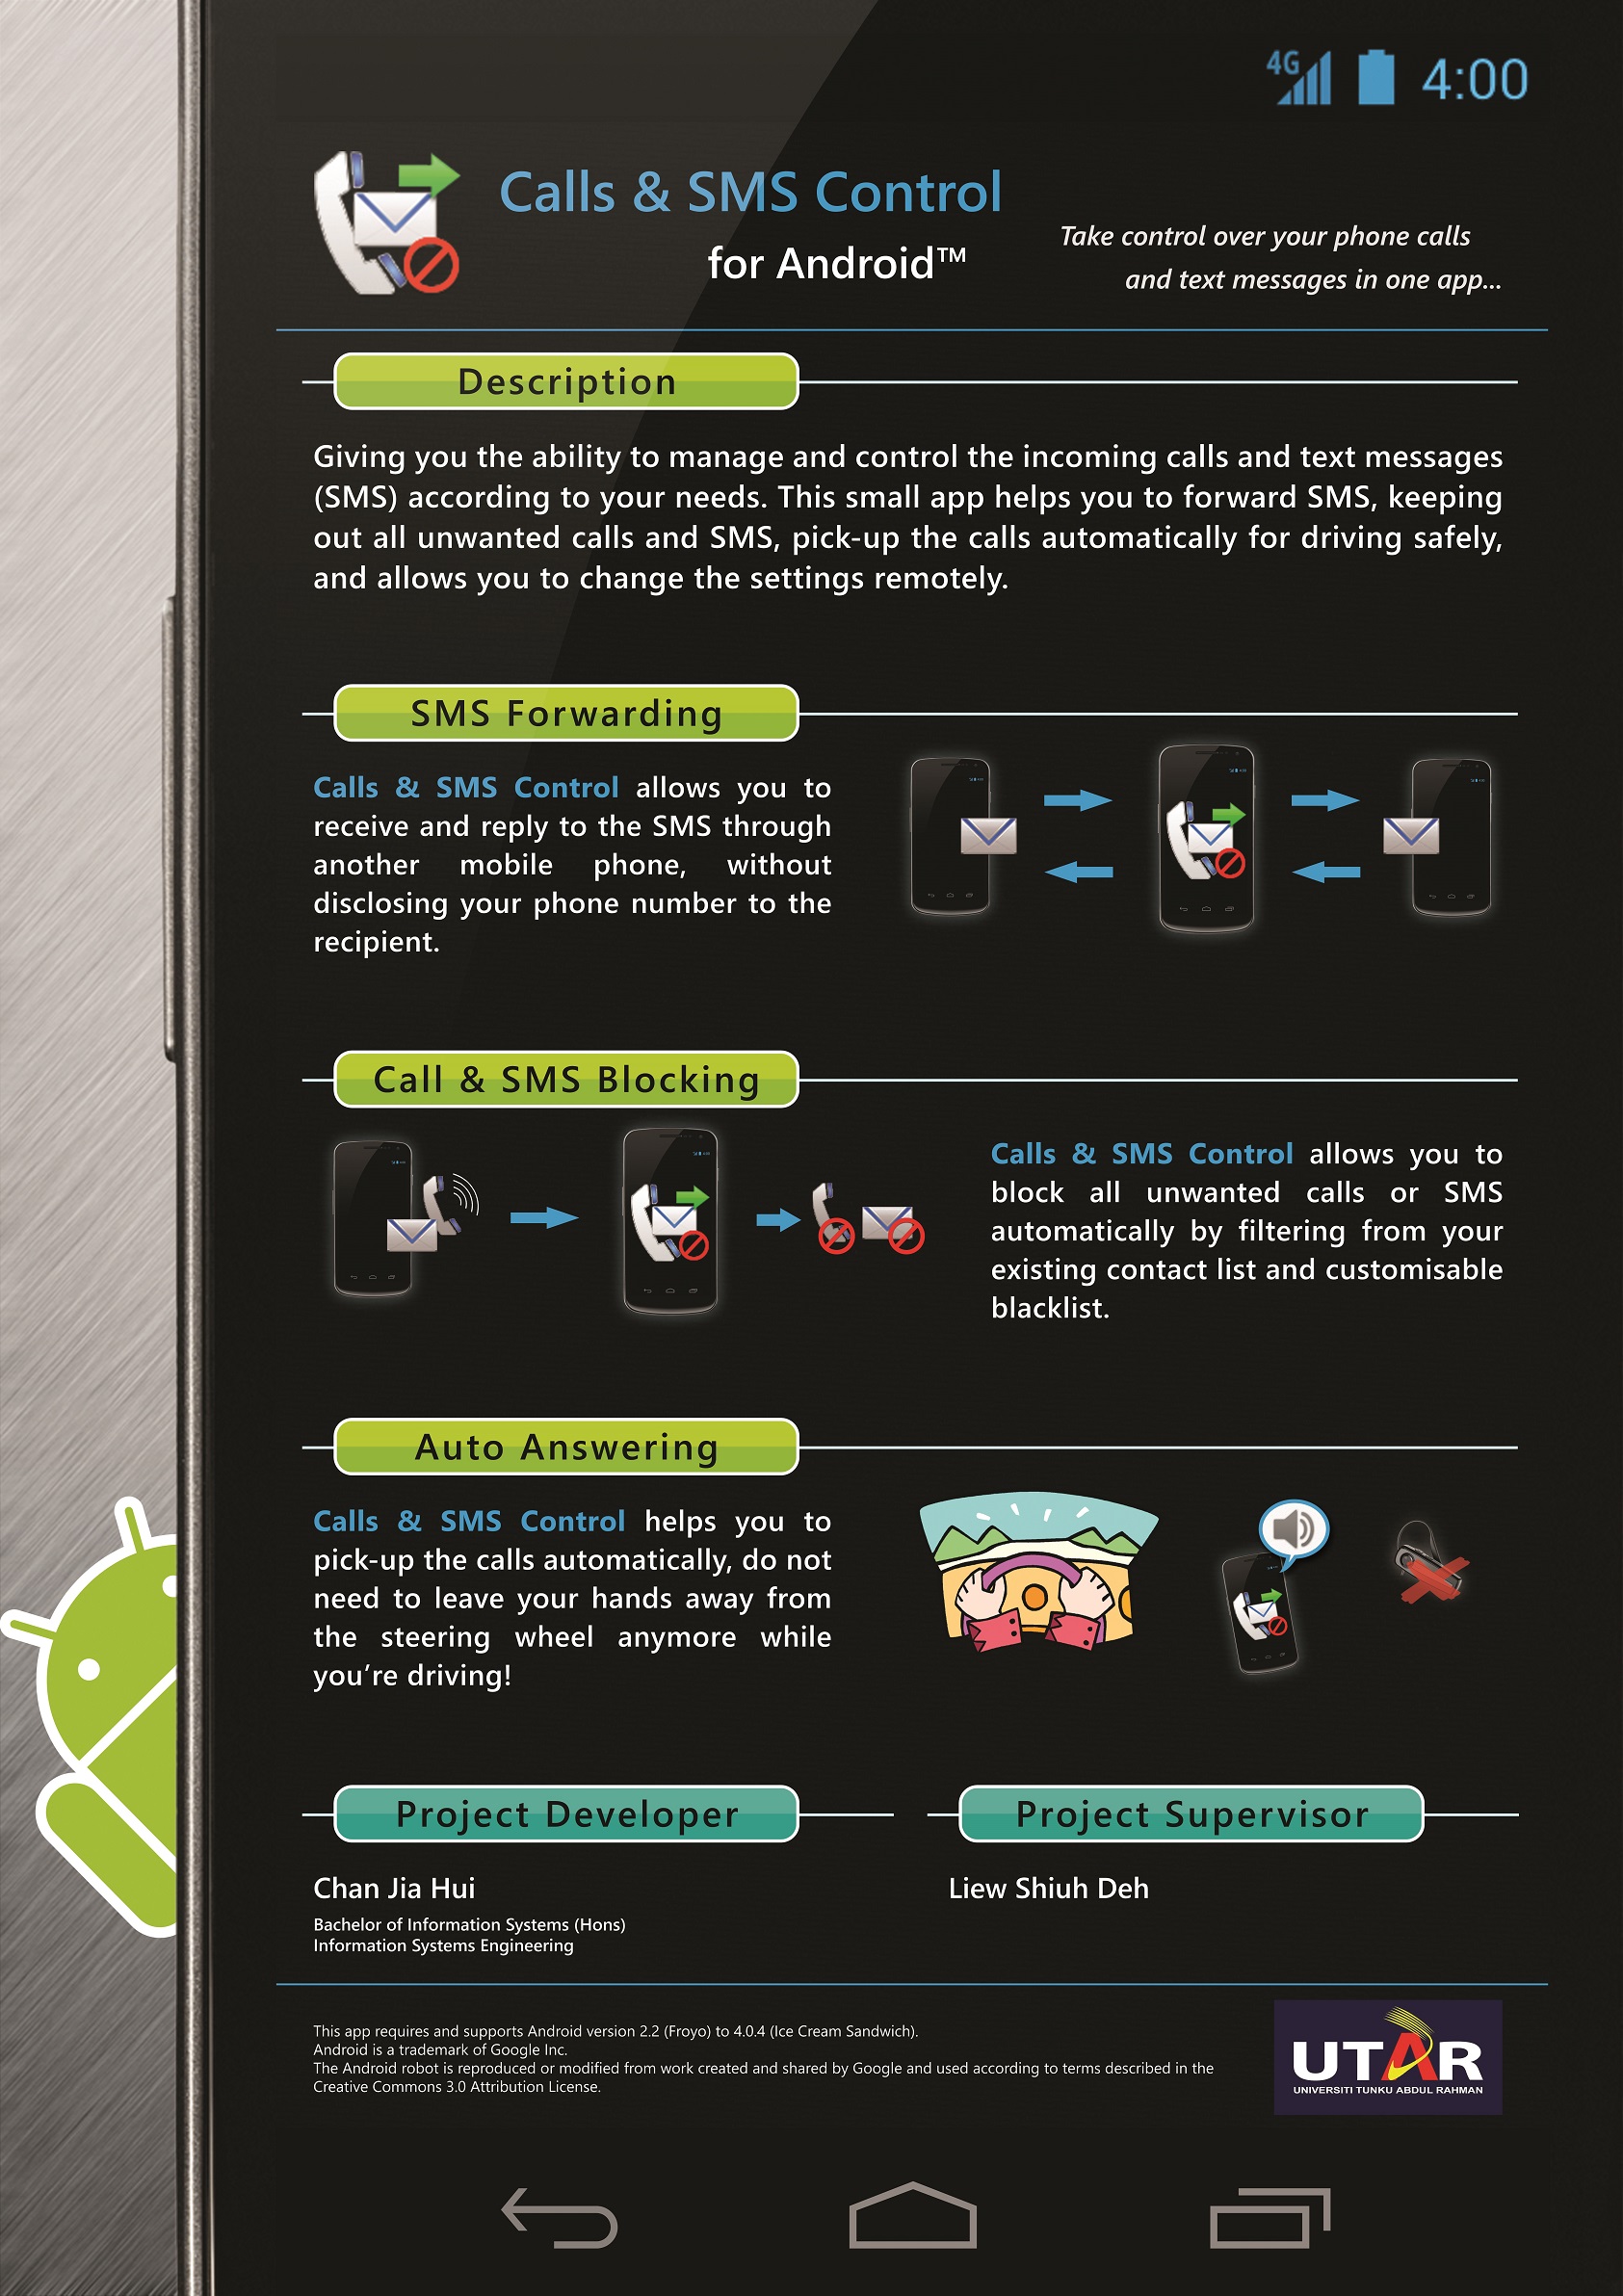 4G 4:00
Calls & SMS Control
for Android™
Take control over your phone calls
and text messages in one app...
Description
Giving you the ability to manage and control the incoming calls and text messages
(SMS) according to your needs. This small app helps you to forward SMS, keeping
out all unwanted calls and SMS, pick-up the calls automatically for driving safely,
and allows you to change the settings remotely.
SMS Forwarding
Calls & SMS Control allows you to
receive and reply to the SMS through
another mobile phone, without
disclosing your phone number to the
recipient.
Call & SMS Blocking
Calls & SMS Control allows you to
block all unwanted calls or SMS
automatically by filtering from your
existing contact list and customisable
blacklist.
Auto Answering
Calls & SMS Control helps you to
pick-up the calls automatically, do not
need to leave your hands away from
the steering wheel anymore while
you're driving!
Project Developer
Chan Jia Hui
Bachelor of Information Systems (Hons)
Information Systems Engineering
Project Supervisor
Liew Shiuh Deh
This app requires and supports Android version 2.2 (Froyo) to 4.0.4 (Ice Cream Sandwich).
Android is a trademark of Google Inc.
The Android robot is reproduced or modified from work created and shared by Google and used according to terms described in the
Creative Commons 3.0 Attribution License.
UTAR
UNIVERSITI TUNKU ABDUL RAHMAN